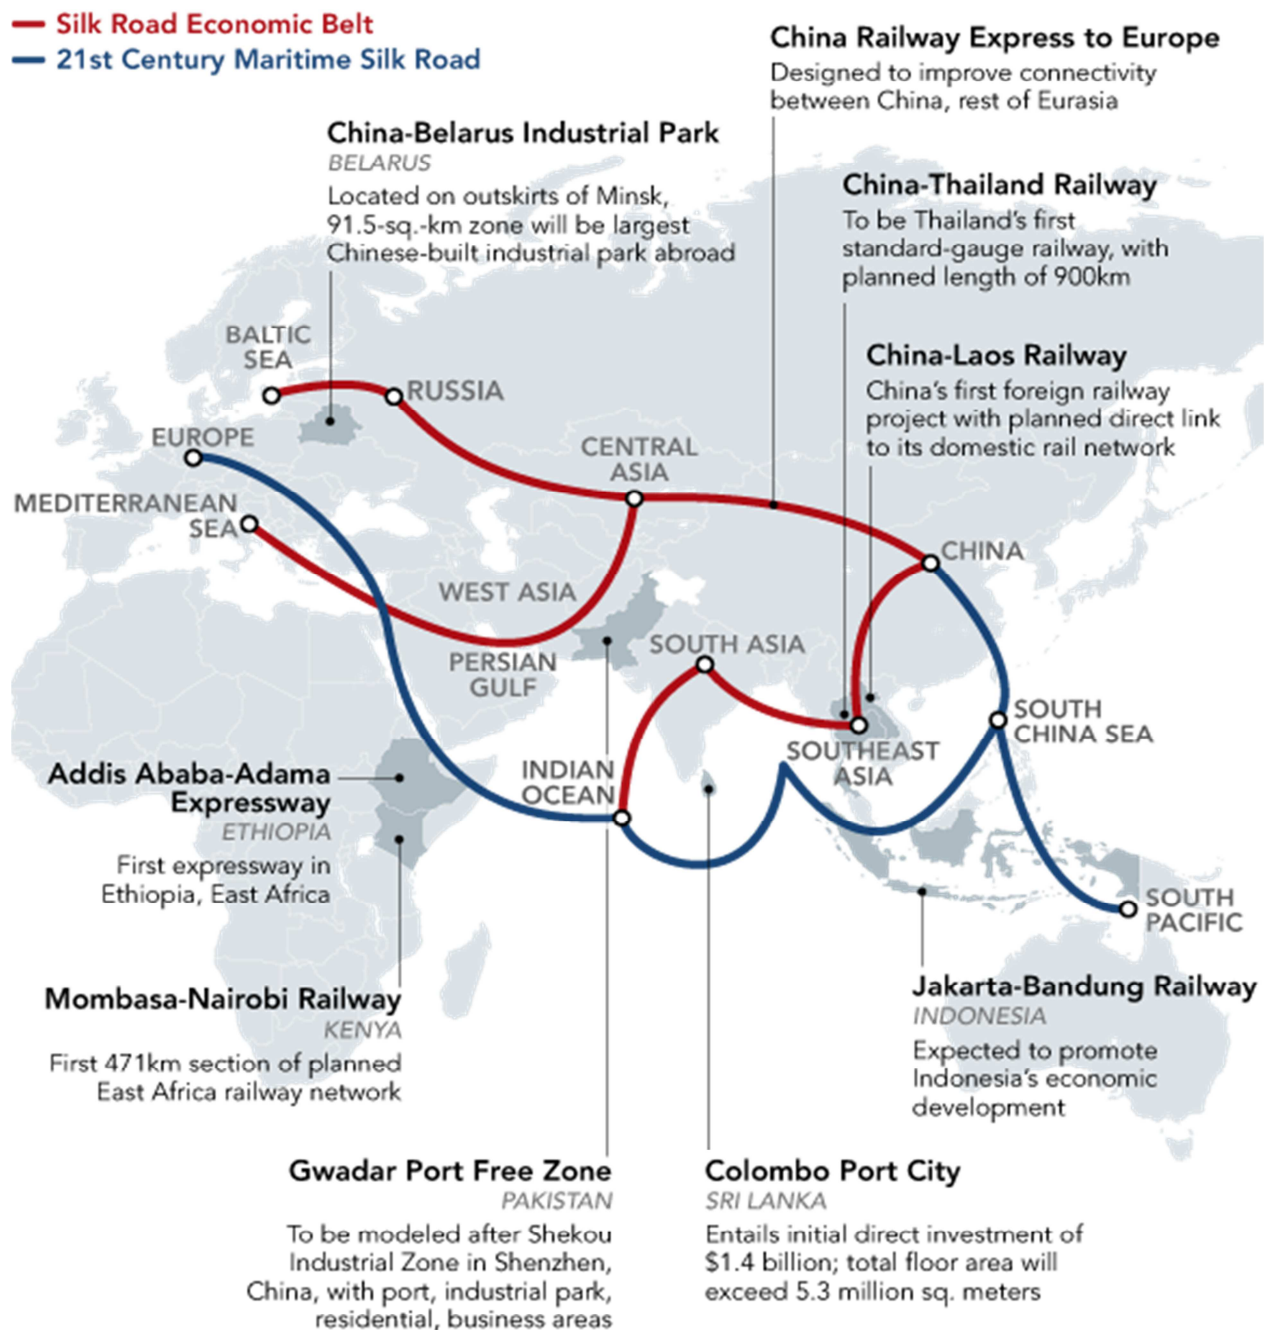 Silk Road Economic Belt
21st Century Maritime Silk Road
China Railway Express to Europe
Designed to improve connectivity
between China, rest of Eurasia
China-Belarus Industrial Park
BELARUS
Located on outskirts of Minsk,
91.5-sq.-km zone will be largest
Chinese-built industrial park abroad
China-Thailand Railway
To be Thailand's first
standard-gauge railway, with
planned length of 900km
China-Laos Railway
China's first foreign railway
project with planned direct link
to its domestic rail network
BALTIC
SEA
RUSSIA
EUROPE
CENTRAL
ASIA
MEDITERRANEAN
SEA
CHINA
WEST ASIA
SOUTH ASIA
PERSIAN
GULF
SOUTH
CHINA SEA
SOUTHEAST
ASIA
INDIAN
OCEAN
Addis Ababa-Adama
Expressway
ETHIOPIA
First expressway in
Ethiopia, East Africa
SOUTH
PACIFIC
Mombasa-Nairobi Railway
KENYA
First 471km section of planned
East Africa railway network
Jakarta-Bandung Railway
INDONESIA
Expected to promote
Indonesia's economic
development
Gwadar Port Free Zone
PAKISTAN
To be modeled after Shekou
Industrial Zone in Shenzhen,
China, with port, industrial park,
residential, business areas
Colombo Port City
SRI LANKA
Entails initial direct investment of
$1.4 billion; total floor area will
exceed 5.3 million sq. meters